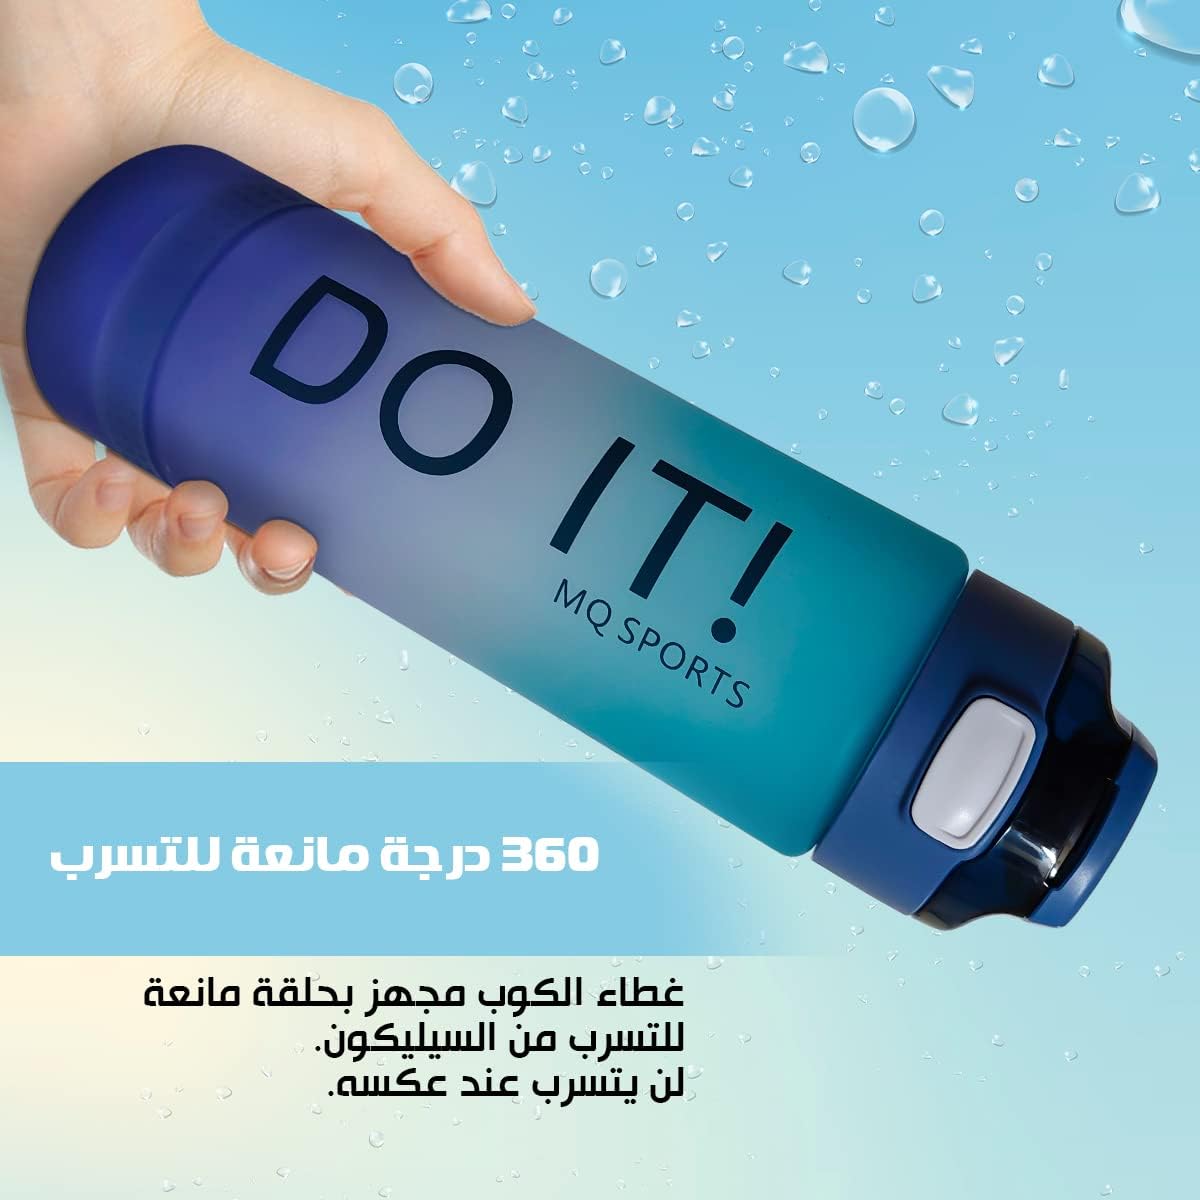 DO IT!
MQ SPORTS
360 درجة مانعة للتسرب
غطاء الكوب مجهز بحلقة مانعة
للتسرب من السيليكون.
لن يتسرب عند عكسه.